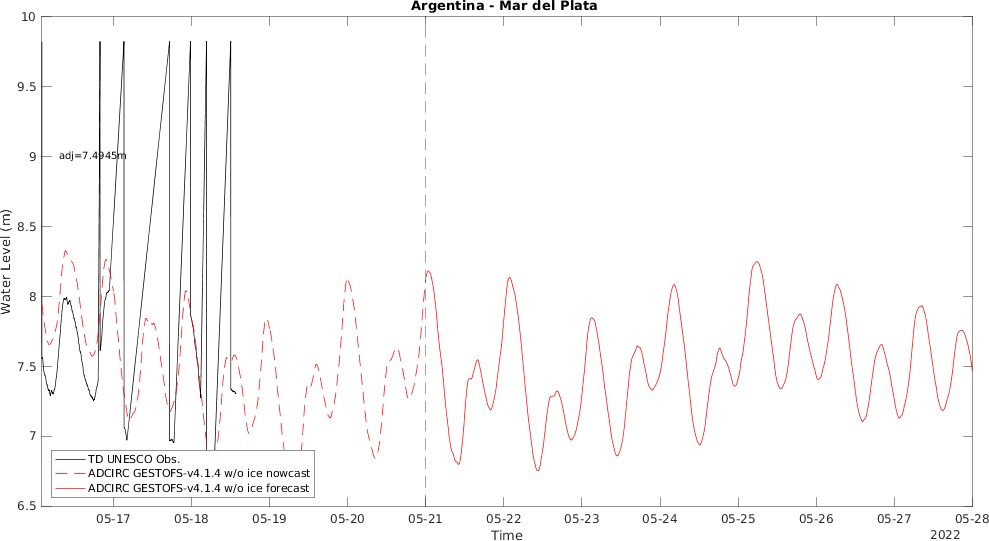 Argentina - Mar del Plata
10
9.5
9
8.5
8
7.5
7
6.5
Water Level (m)
adj=7.4945m
TD UNESCO Obs.
ADCIRC GESTOFS-v4.1.4 w/o ice nowcast
ADCIRC GESTOFS-v4.1.4 w/o ice forecast
05-17 05-18 05-19 05-20 05-21 05-22 05-23 05-24 05-25 05-26 05-27 05-28
Time
2022